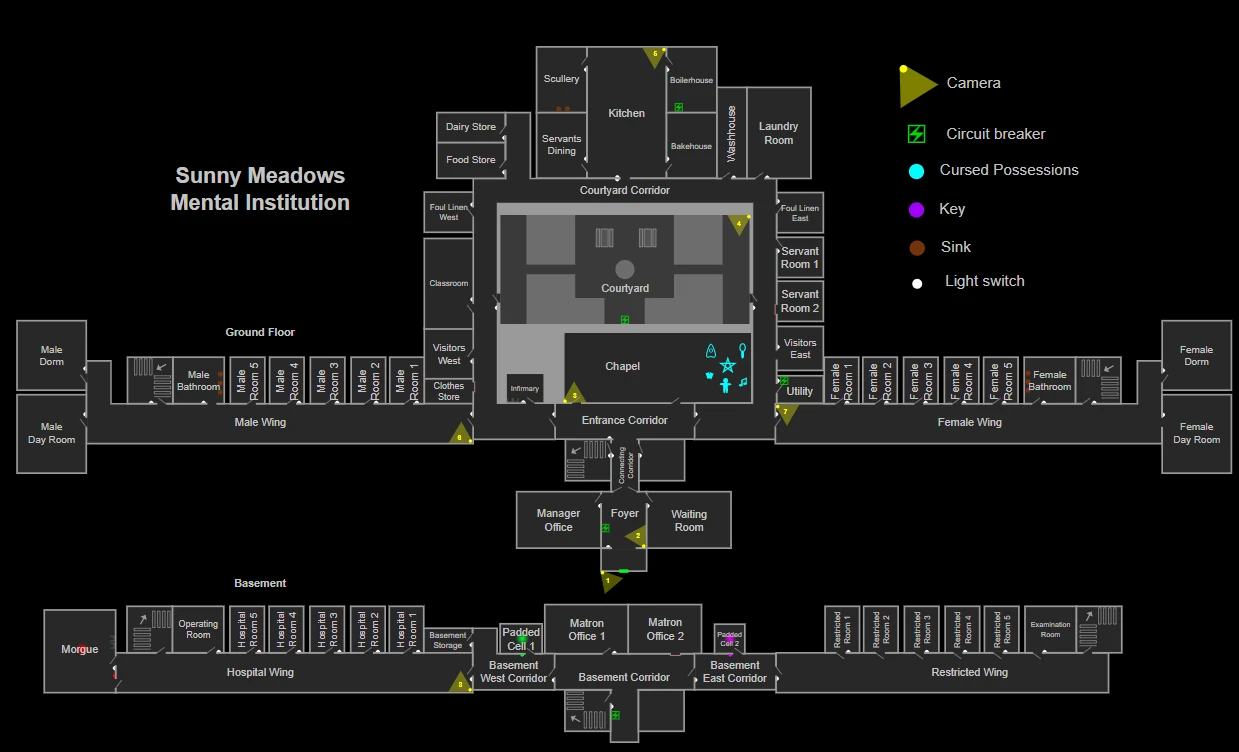 Sunny Meadows
Mental Institution
Camera
Circuit breaker
Cursed Possessions
Key
Sink
Light switch
Scullery
Kitchen
5
Boilerhouse
Dairy Store
Food Store
Servants
Dining
Bakehouse
Washhouse
Laundry
Room
Courtyard Corridor
Foul Linen
West
4
Foul Linen
East
Classroom
Courtyard
Servant
Room 1
Servant
Room 2
Ground Floor
Visitors
West
Visitors
East
Male
Dorm
Male
Bathroom
Male
Room 5
Male
Room 4
Male
Room 3
Male
Room 2
Male
Room 1
Clothes
Store
Infirmary
Chapel
3
Utility
Female
Room 1
Female
Room 2
Female
Room 3
Female
Room 4
Female
Room 5
Female
Bathroom
Female
Dorm
Male
Day Room
Male Wing
6
Entrance Corridor
7
Female Wing
Female
Day Room
Connecting
Corridor
Manager
Office
Foyer
2
Waiting
Room
1
Basement
Morgue
Operating
Room
Hospital
Room 5
Hospital
Room 4
Hospital
Room 3
Hospital
Room 2
Hospital
Room 1
Basement
Storage
Padded
Cell 1
Matron
Office 1
Matron
Office 2
Padded
Cell 2
Restricted
Room 1
Restricted
Room 2
Restricted
Room 3
Restricted
Room 4
Restricted
Room 5
Examination
Room
Hospital Wing
8
Basement
West Corridor
Basement Corridor
Basement
East Corridor
Restricted Wing